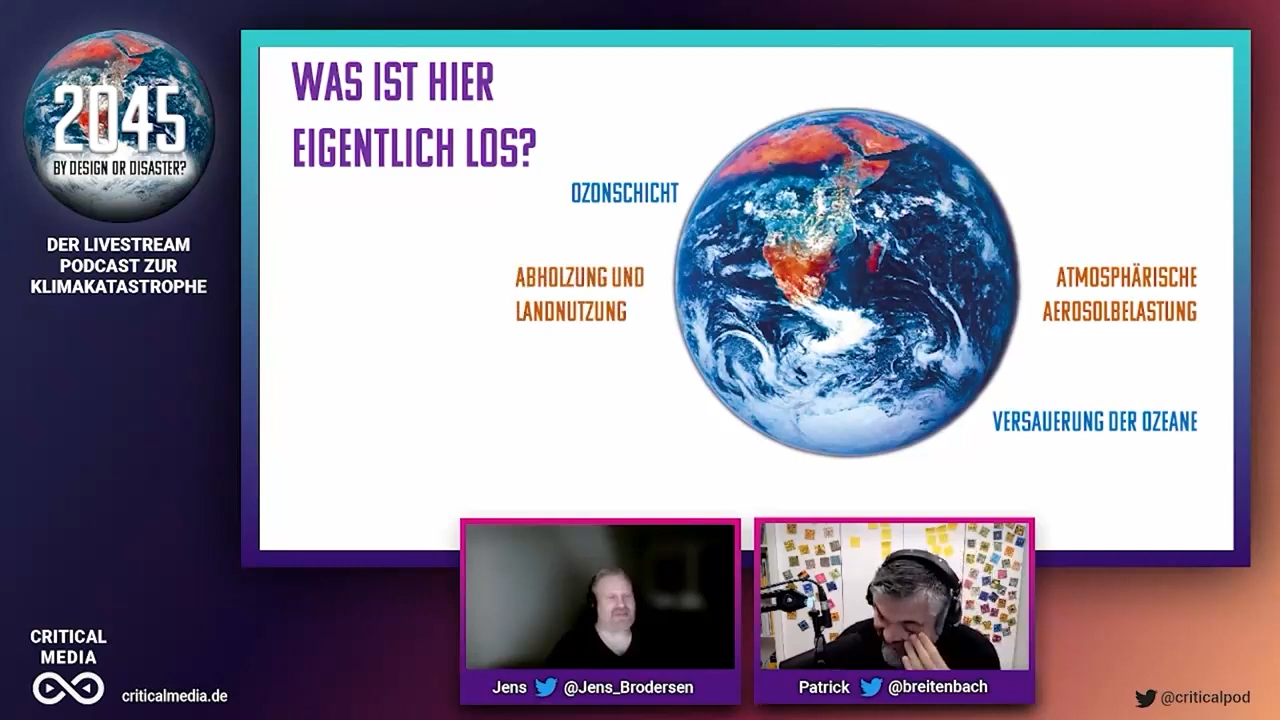 2045
BY DESIGN OR DISASTER?
DER LIVESTREAM
PODCAST ZUR
KLIMAKATASTROPHE
WAS IST HIER
EIGENTLICH LOS?
OZONSCHICHT
ABHOLZUNG UND
LANDNUTZUNG
ATMOSPHÄRISCHE
AEROSOLBELASTUNG
VERSAUERUNG DER OZEANE
CRITICAL
MEDIA
criticalmedia.de
Jens @Jens_Brodersen
Patrick @breitenbach
@criticalpod